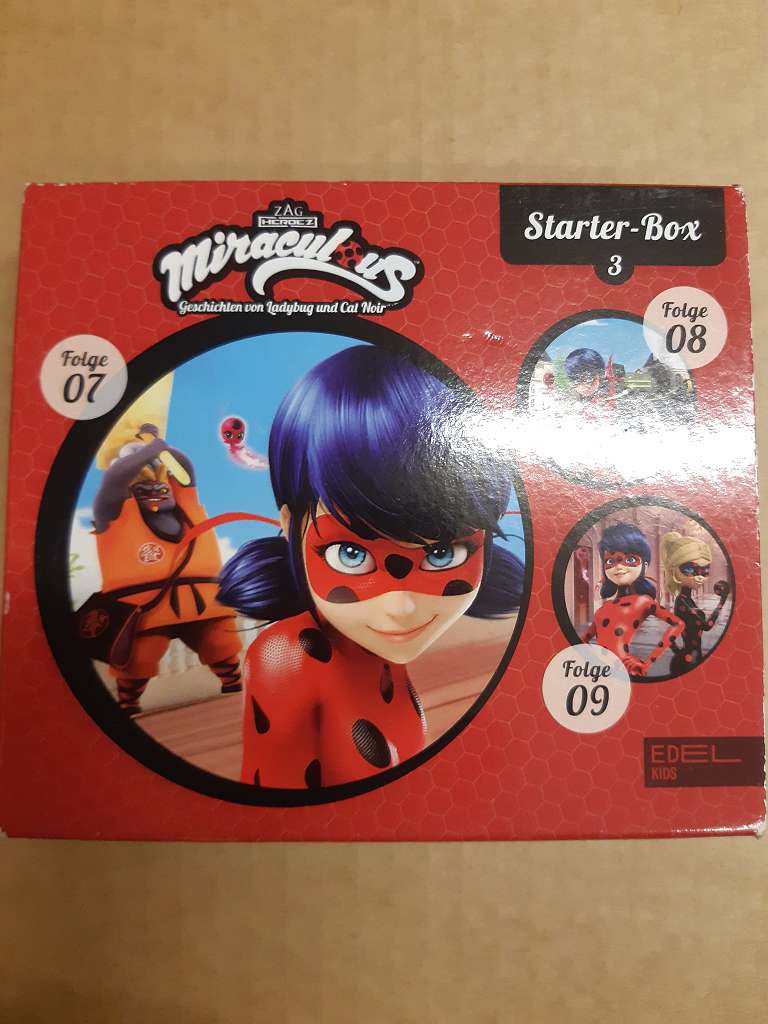 ZAG
HEROEZ
Miraculous
™
Geschichten von Ladybug und Cat Noir
Starter-Box
3
Folge
07
Folge
08
Folge
09
EDEL
KIDS